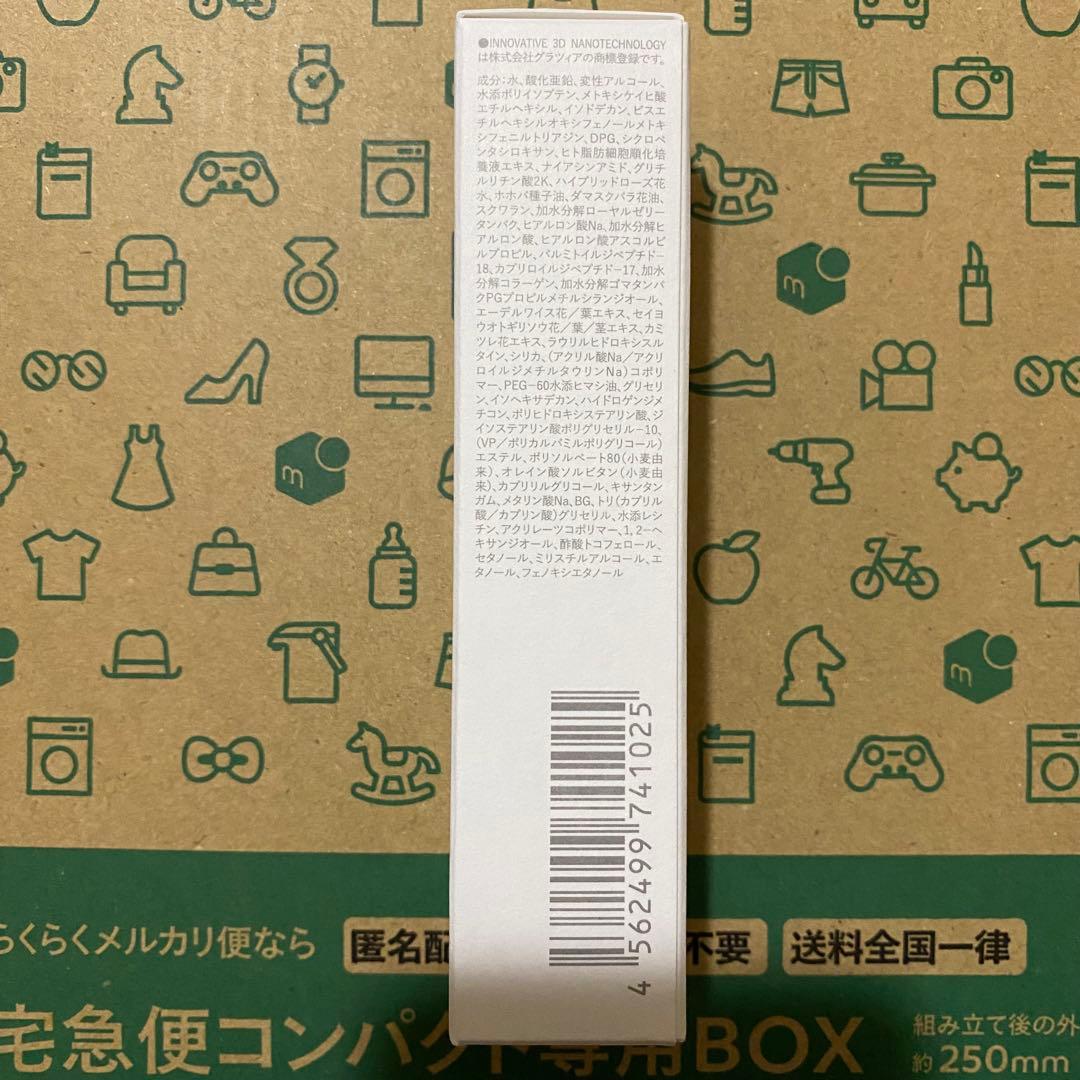 ●INNOVATIVE 3D NANOTECHNOLOGY
は株式会社グラツィアの商標登録です。
成分:水、酸化亜鉛、変性アルコール、
水添ポリイソブテン、メトキシケイヒ酸
エチルヘキシル、イソドデカン、ビスエ
チルヘキシルオキシフェノールメトキ
シフェニルトリアジン、DPG、シクロペ
ンタシロキサン、ヒト脂肪細胞順化培
養液エキス、ナイアシンアミド、グリチ
ルリチン酸2K、ハイブリッドローズ花
水、ホホバ種子油、ダマスクバラ花油、
スクワラン、加水分解ローヤルゼリー
タンパク、ヒアルロン酸Na、加水分解ヒ
アルロン酸、ヒアルロン酸アスコルビ
ルプロピル、パルミトイルジペプチド-
18、カプロイルジペプチド-17、加水
分解コラーゲン、加水分解ゴマタンパ
クPGプロピルメチルシランジオール、
エーデルワイス花/葉エキス、セイヨ
ウオトギリソウ花/葉/茎エキス、カミ
ツレ花エキス、ラウリルヒドロキシスル
タイン、シリカ、(アクリル酸Na/アクリ
ロイルジメチルタウリンNa)コポリ
マー、PEG-60水添ヒマシ油、グリセリ
ン、イソヘキサデカン、ハイドロゲンジメ
チコン、ポリヒドロキシステアリン酸、ジ
イソステアリン酸ポリグリセリル-10、
(VP/ポリカルバミルポリグリコール)
エステル、ポリソルベート80(小麦由
来)、オレイン酸ソルビタン(小麦由
来)、カプリリルグリコール、キサンタン
ガム、メタリン酸Na、BG、トリ(カプリル
酸/カプリン酸)グリセリル、水添レシ
チン、アクリレーツコポリマー、1,2-ヘ
キサンジオール、酢酸トコフェロール、
セタノール、ミリスチルアルコール、エ
タノール、フェノキシエタノール
4562499741025
m
m
m
らくらくメルカリ便なら 匿名配 不要 送料全国一律
宅急便コンパクト専用BOX
組み立て後の外
約250mm